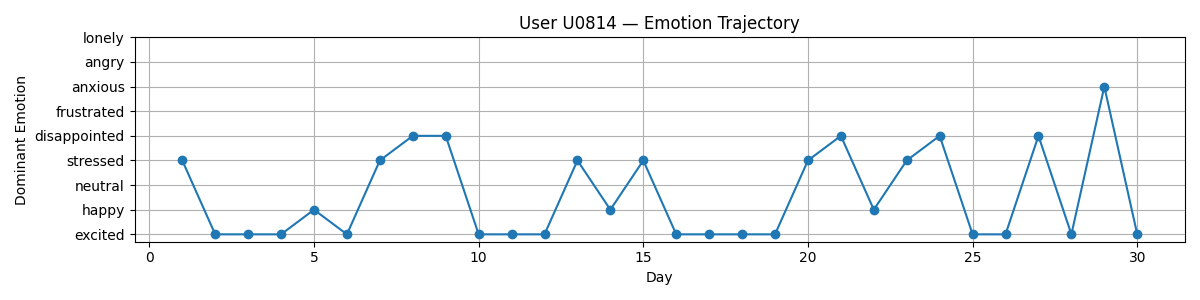 User U0814 — Emotion Trajectory
Dominant Emotion
lonely
angry
anxious
frustrated
disappointed
stressed
neutral
happy
excited
0 5 10 15 20 25 30
Day